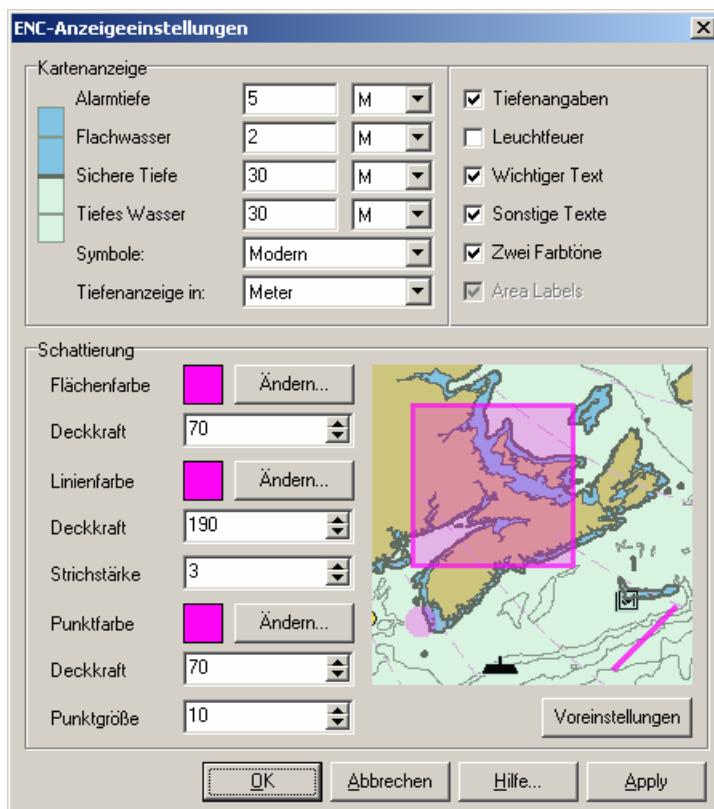 ENC-Anzeigeeinstellungen
Kartenanzeige
Alarmtiefe 5 M
Flachwasser 2 M
Sichere Tiefe 30 M
Tiefes Wasser 30 M
Symbole: Modern
Tiefenanzeige in: Meter
Tiefenangaben
Leuchtfeuer
Wichtiger Text
Sonstige Texte
Zwei Farbtöne
Area Labels
Schattierung
Flächenfarbe Ändern...
Deckkraft 70
Linienfarbe Ändern...
Deckkraft 190
Strichstärke 3
Punktfarbe Ändern...
Deckkraft 70
Punktgröße 10
Voreinstellungen
OK Abbrechen Hilfe... Apply